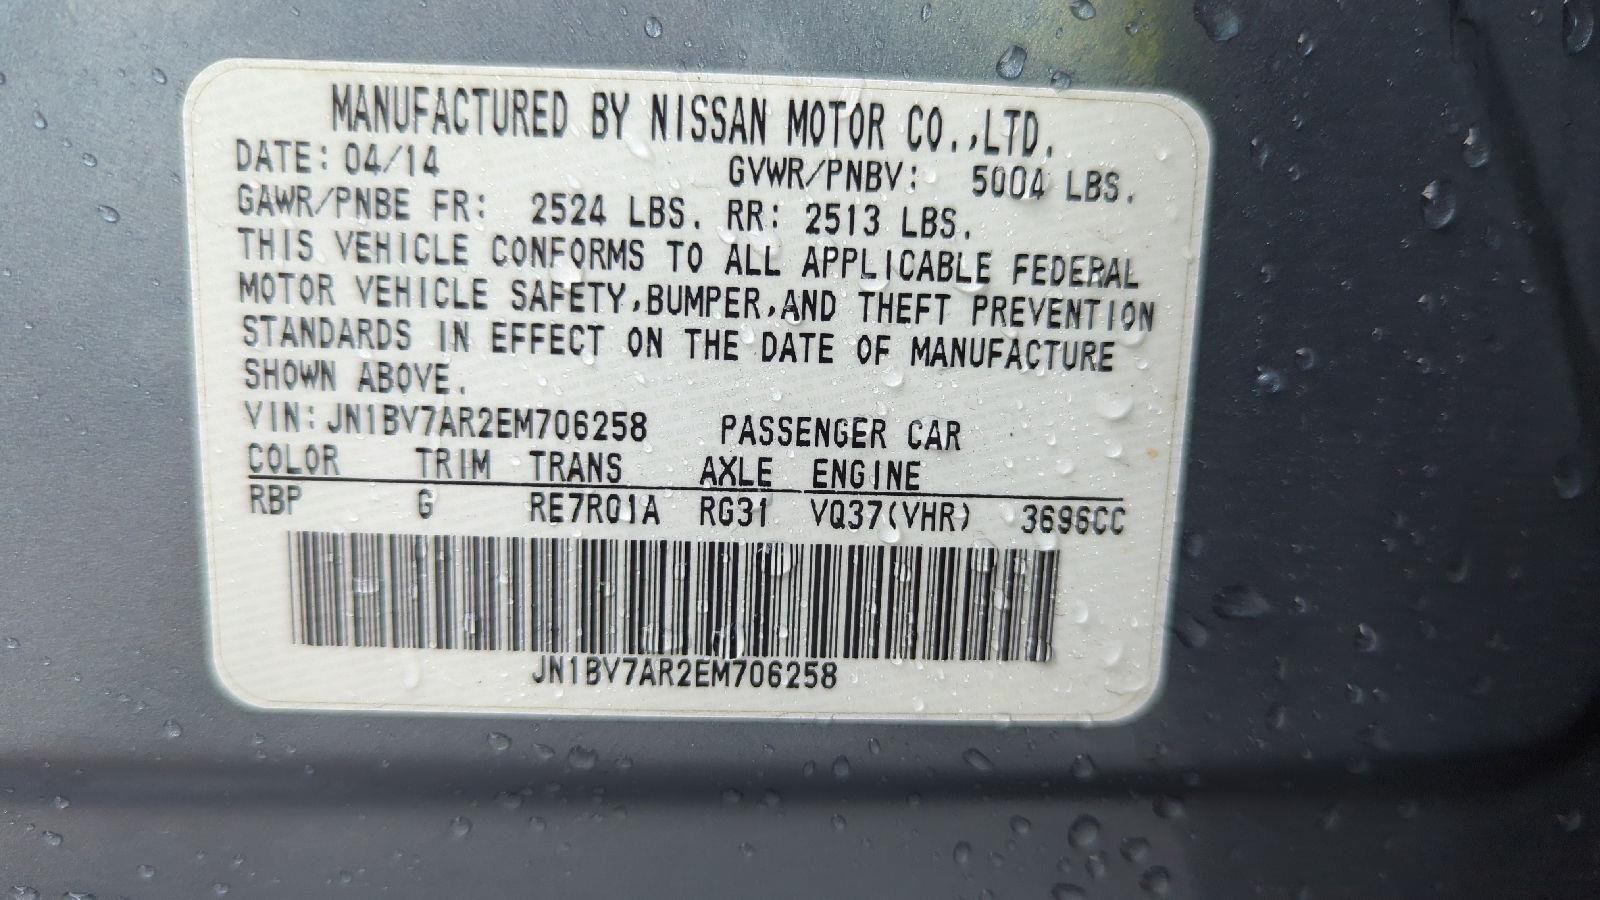 MANUFACTURED BY NISSAN MOTOR CO.,LTD.
DATE: 04/14 GVWR/PNBV: 5004 LBS.
GAWR/PNBE FR: 2524 LBS. RR: 2513 LBS.
THIS VEHICLE CONFORMS TO ALL APPLICABLE FEDERAL
MOTOR VEHICLE SAFETY,BUMPER,AND THEFT PREVENTION
STANDARDS IN EFFECT ON THE DATE OF MANUFACTURE
SHOWN ABOVE.
VIN: JN1BV7AR2EM706258 PASSENGER CAR
COLOR TRIM TRANS AXLE ENGINE
RBP G RE7R01A RG31 VQ37(VHR) 3696CC
JN1BV7AR2EM706258